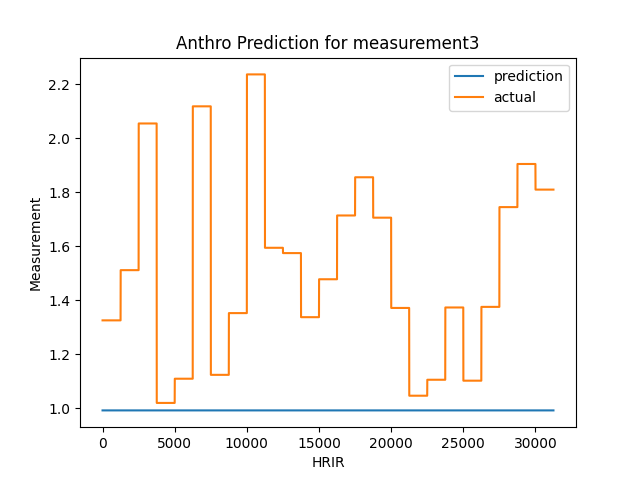 Anthro Prediction for measurement3
prediction
actual
Measurement
2.2
2.0
1.8
1.6
1.4
1.2
1.0
0 5000 10000 15000 20000 25000 30000
HRIR